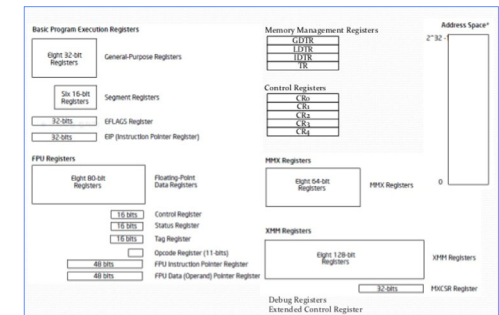 Basic Program Execution Registers
Eight 32-bit
Registers
General-Purpose Registers
Six 16-bit
Registers
Segment Registers
32-bits
EFLAGS Register
32-bits
EIP (Instruction Pointer Register)
FPU Registers
Eight 80-bit
Registers
Floating-Point
Data Registers
16 bits
Control Register
16 bits
Status Register
16 bits
Tag Register
Opcode Register (11-bits)
48 bits
FPU Instruction Pointer Register
48 bits
FPU Data (Operand) Pointer Register
Memory Management Registers
GDTR
LDTR
IDTR
TR
Control Registers
CR0
CR1
CR2
CR3
CR4
MMX Registers
Eight 64-bit
Registers
MMX Registers
XMM Registers
Eight 128-bit
Registers
XMM Registers
32-bits
MXCSR Register
Debug Registers
Extended Control Register
Address Space*
2^32 -1
0